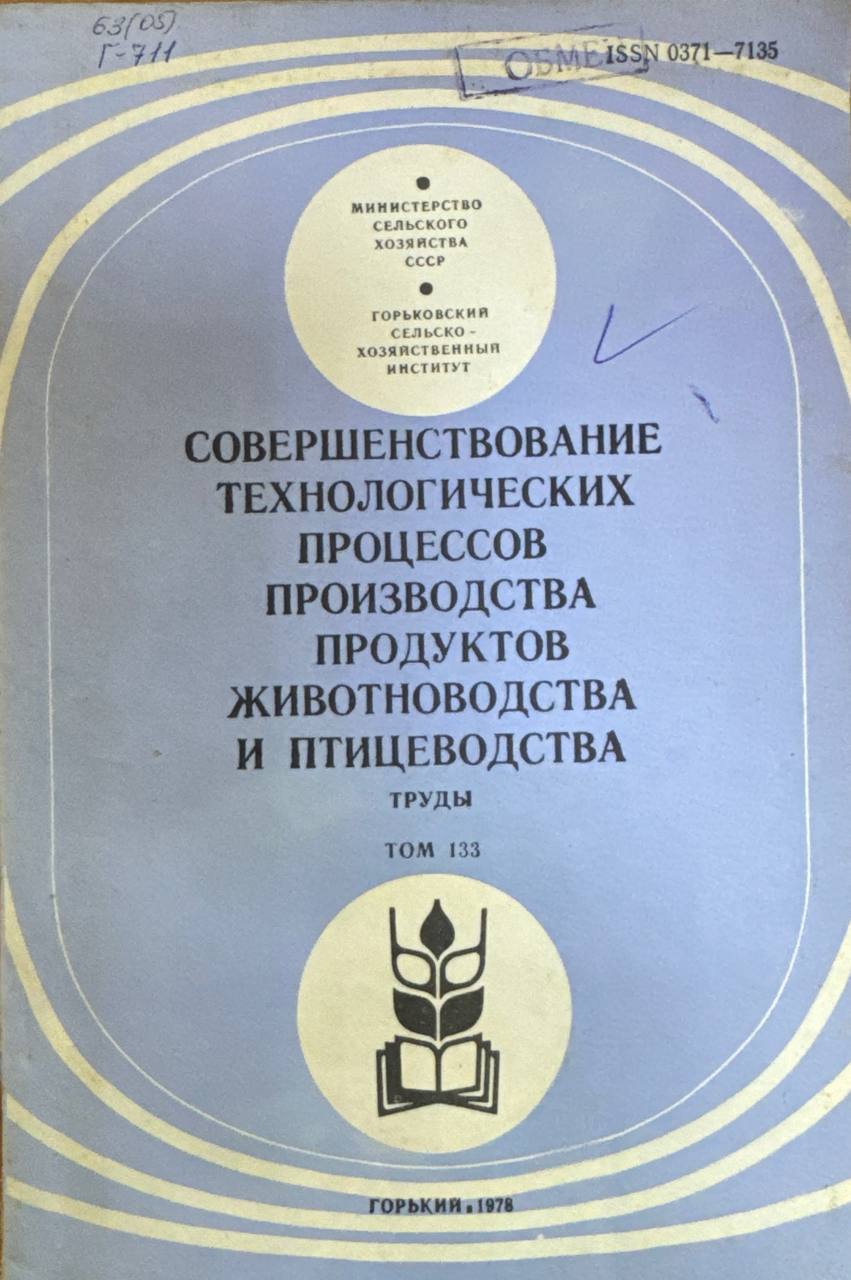 63(05)
Г-711
ОБМЕ
ISSN 0371—7135
МИНИСТЕРСТВО
СЕЛЬСКОГО
ХОЗЯЙСТВА
СССР
ГОРЬКОВСКИЙ
СЕЛЬСКО-
ХОЗЯЙСТВЕННЫЙ
ИНСТИТУТ
СОВЕРШЕНСТВОВАНИЕ
ТЕХНОЛОГИЧЕСКИХ
ПРОЦЕССОВ
ПРОИЗВОДСТВА
ПРОДУКТОВ
ЖИВОТНОВОДСТВА
И ПТИЦЕВОДСТВА
ТРУДЫ
ТОМ 133
ГОРЬКИЙ.1978